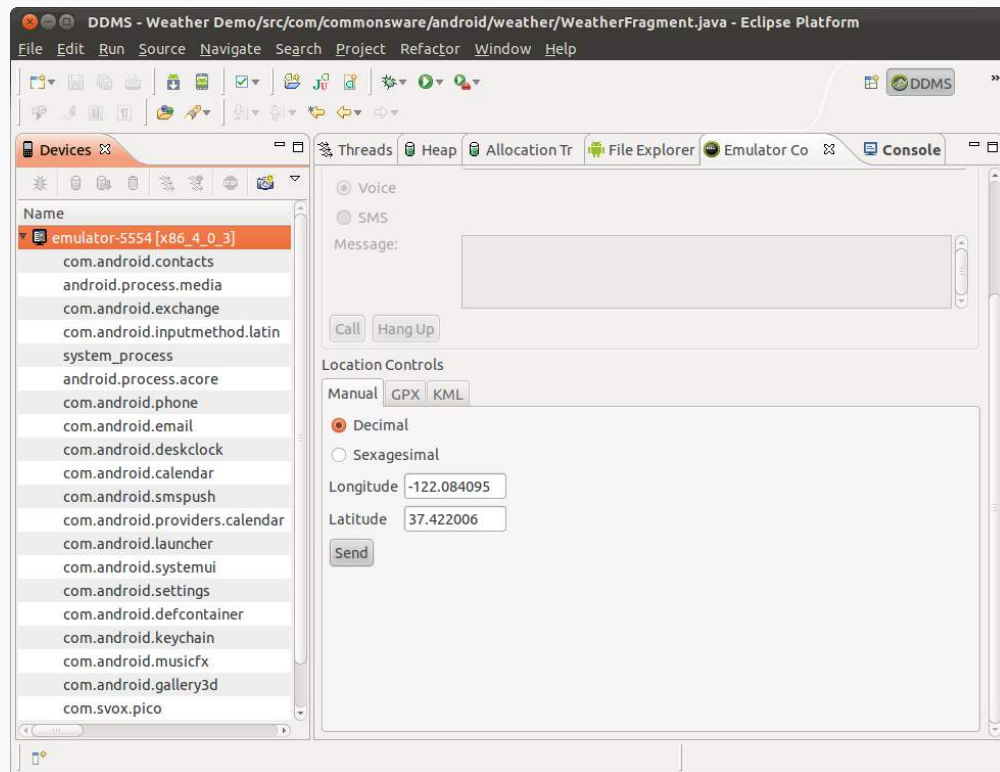 DDMS - Weather Demo/src/com/commonsware/android/weather/WeatherFragment.java - Eclipse Platform
File Edit Run Source Navigate Search Project Refactor Window Help
DDMS
Devices
Threads Heap Allocation Tr File Explorer Emulator Co Console
Name
emulator-5554 [x86_4_0_3]
com.android.contacts
android.process.media
com.android.exchange
com.android.inputmethod.latin
system_process
android.process.acore
com.android.phone
com.android.email
com.android.deskclock
com.android.calendar
com.android.smspush
com.android.providers.calendar
com.android.launcher
com.android.systemui
com.android.settings
com.android.defcontainer
com.android.keychain
com.android.musicfx
com.android.gallery3d
com.svox.pico
Voice
SMS
Message:
Call Hang Up
Location Controls
Manual GPX KML
Decimal
Sexagesimal
Longitude -122.084095
Latitude 37.422006
Send